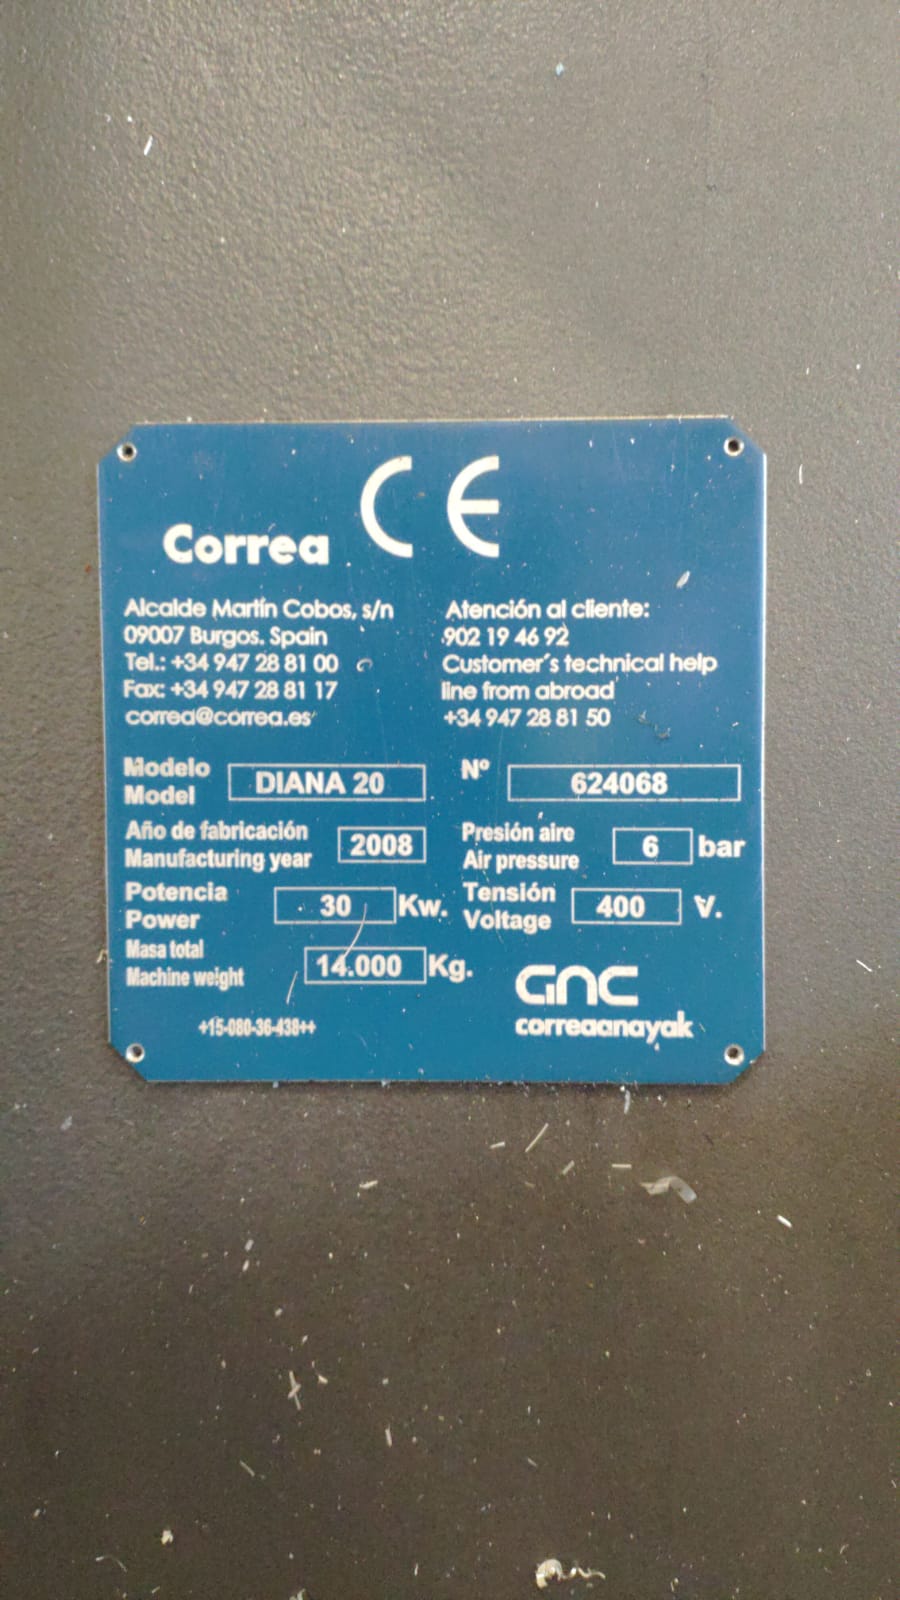 CE
Correa
Alcalde Martín Cobos, s/n
09007 Burgos. Spain
Tel.: +34 947 28 81 00
Fax: +34 947 28 81 17
correa@correa.es
Atención al cliente:
902 19 46 92
Customer's technical help
line from abroad
+34 947 28 81 50
Modelo
Model
DIANA 20
Nº
624068
Año de fabricación
Manufacturing year
2008
Presión aire
Air pressure
6 bar
Potencia
Power
30 Kw.
Tensión
Voltage
400 V.
Masa total
Machine weight
14.000 Kg.
GNC
correaanayak
+15-080-36-438++